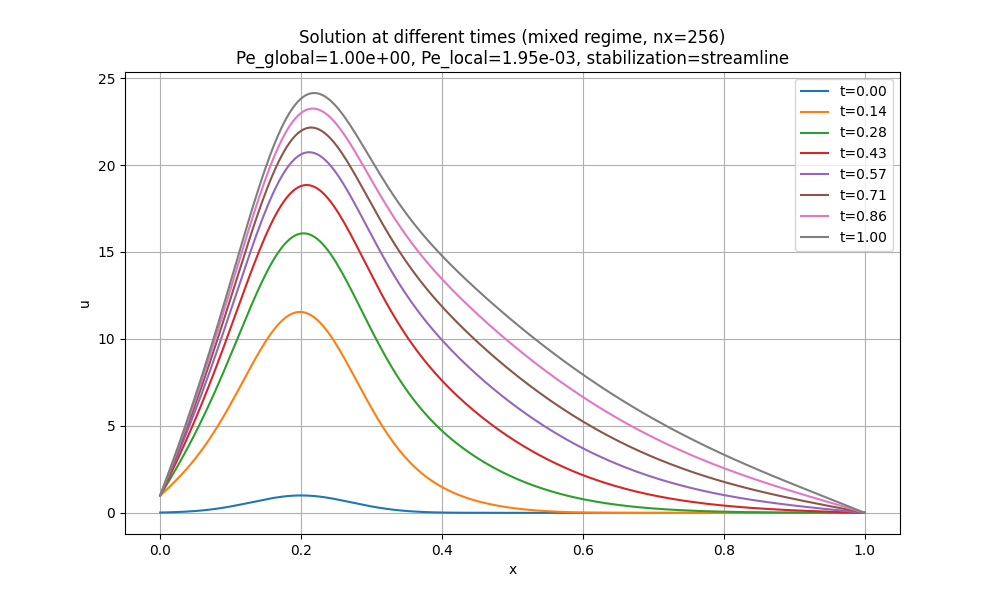 Solution at different times (mixed regime, nx=256)
Pe_global=1.00e+00, Pe_local=1.95e-03, stabilization=streamline
25
20
15
10
5
0
u
t=0.00
t=0.14
t=0.28
t=0.43
t=0.57
t=0.71
t=0.86
t=1.00
0.0 0.2 0.4 0.6 0.8 1.0
x